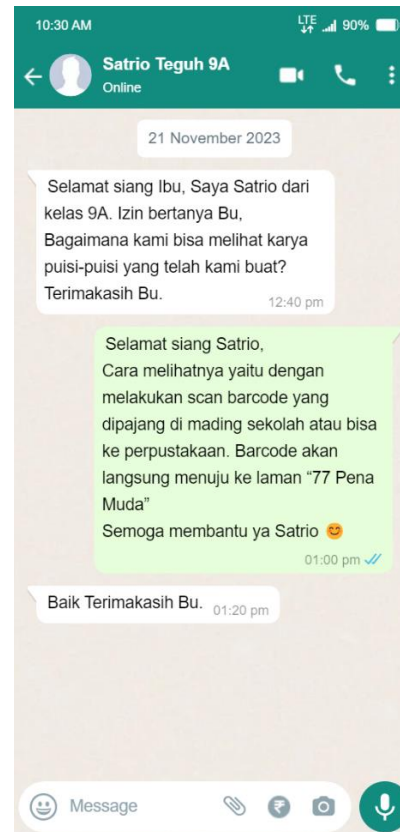 10:30 AM
LTE
90%
Satrio Teguh 9A
Online
21 November 2023
Selamat siang Ibu, Saya Satrio dari
kelas 9A. Izin bertanya Bu,
Bagaimana kami bisa melihat karya
puisi-puisi yang telah kami buat?
Terimakasih Bu.
12:40 pm
Selamat siang Satrio,
Cara melihatnya yaitu dengan
melakukan scan barcode yang
dipajang di mading sekolah atau bisa
ke perpustakaan. Barcode akan
langsung menuju ke laman “77 Pena
Muda”
Semoga membantu ya Satrio 😊
01:00 pm
Baik Terimakasih Bu.
01:20 pm
Message